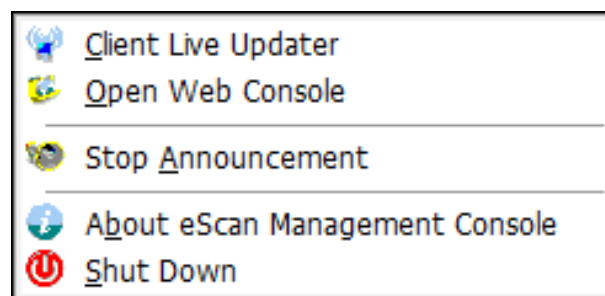 Client Live Updater
Open Web Console
Stop Announcement
About eScan Management Console
Shut Down